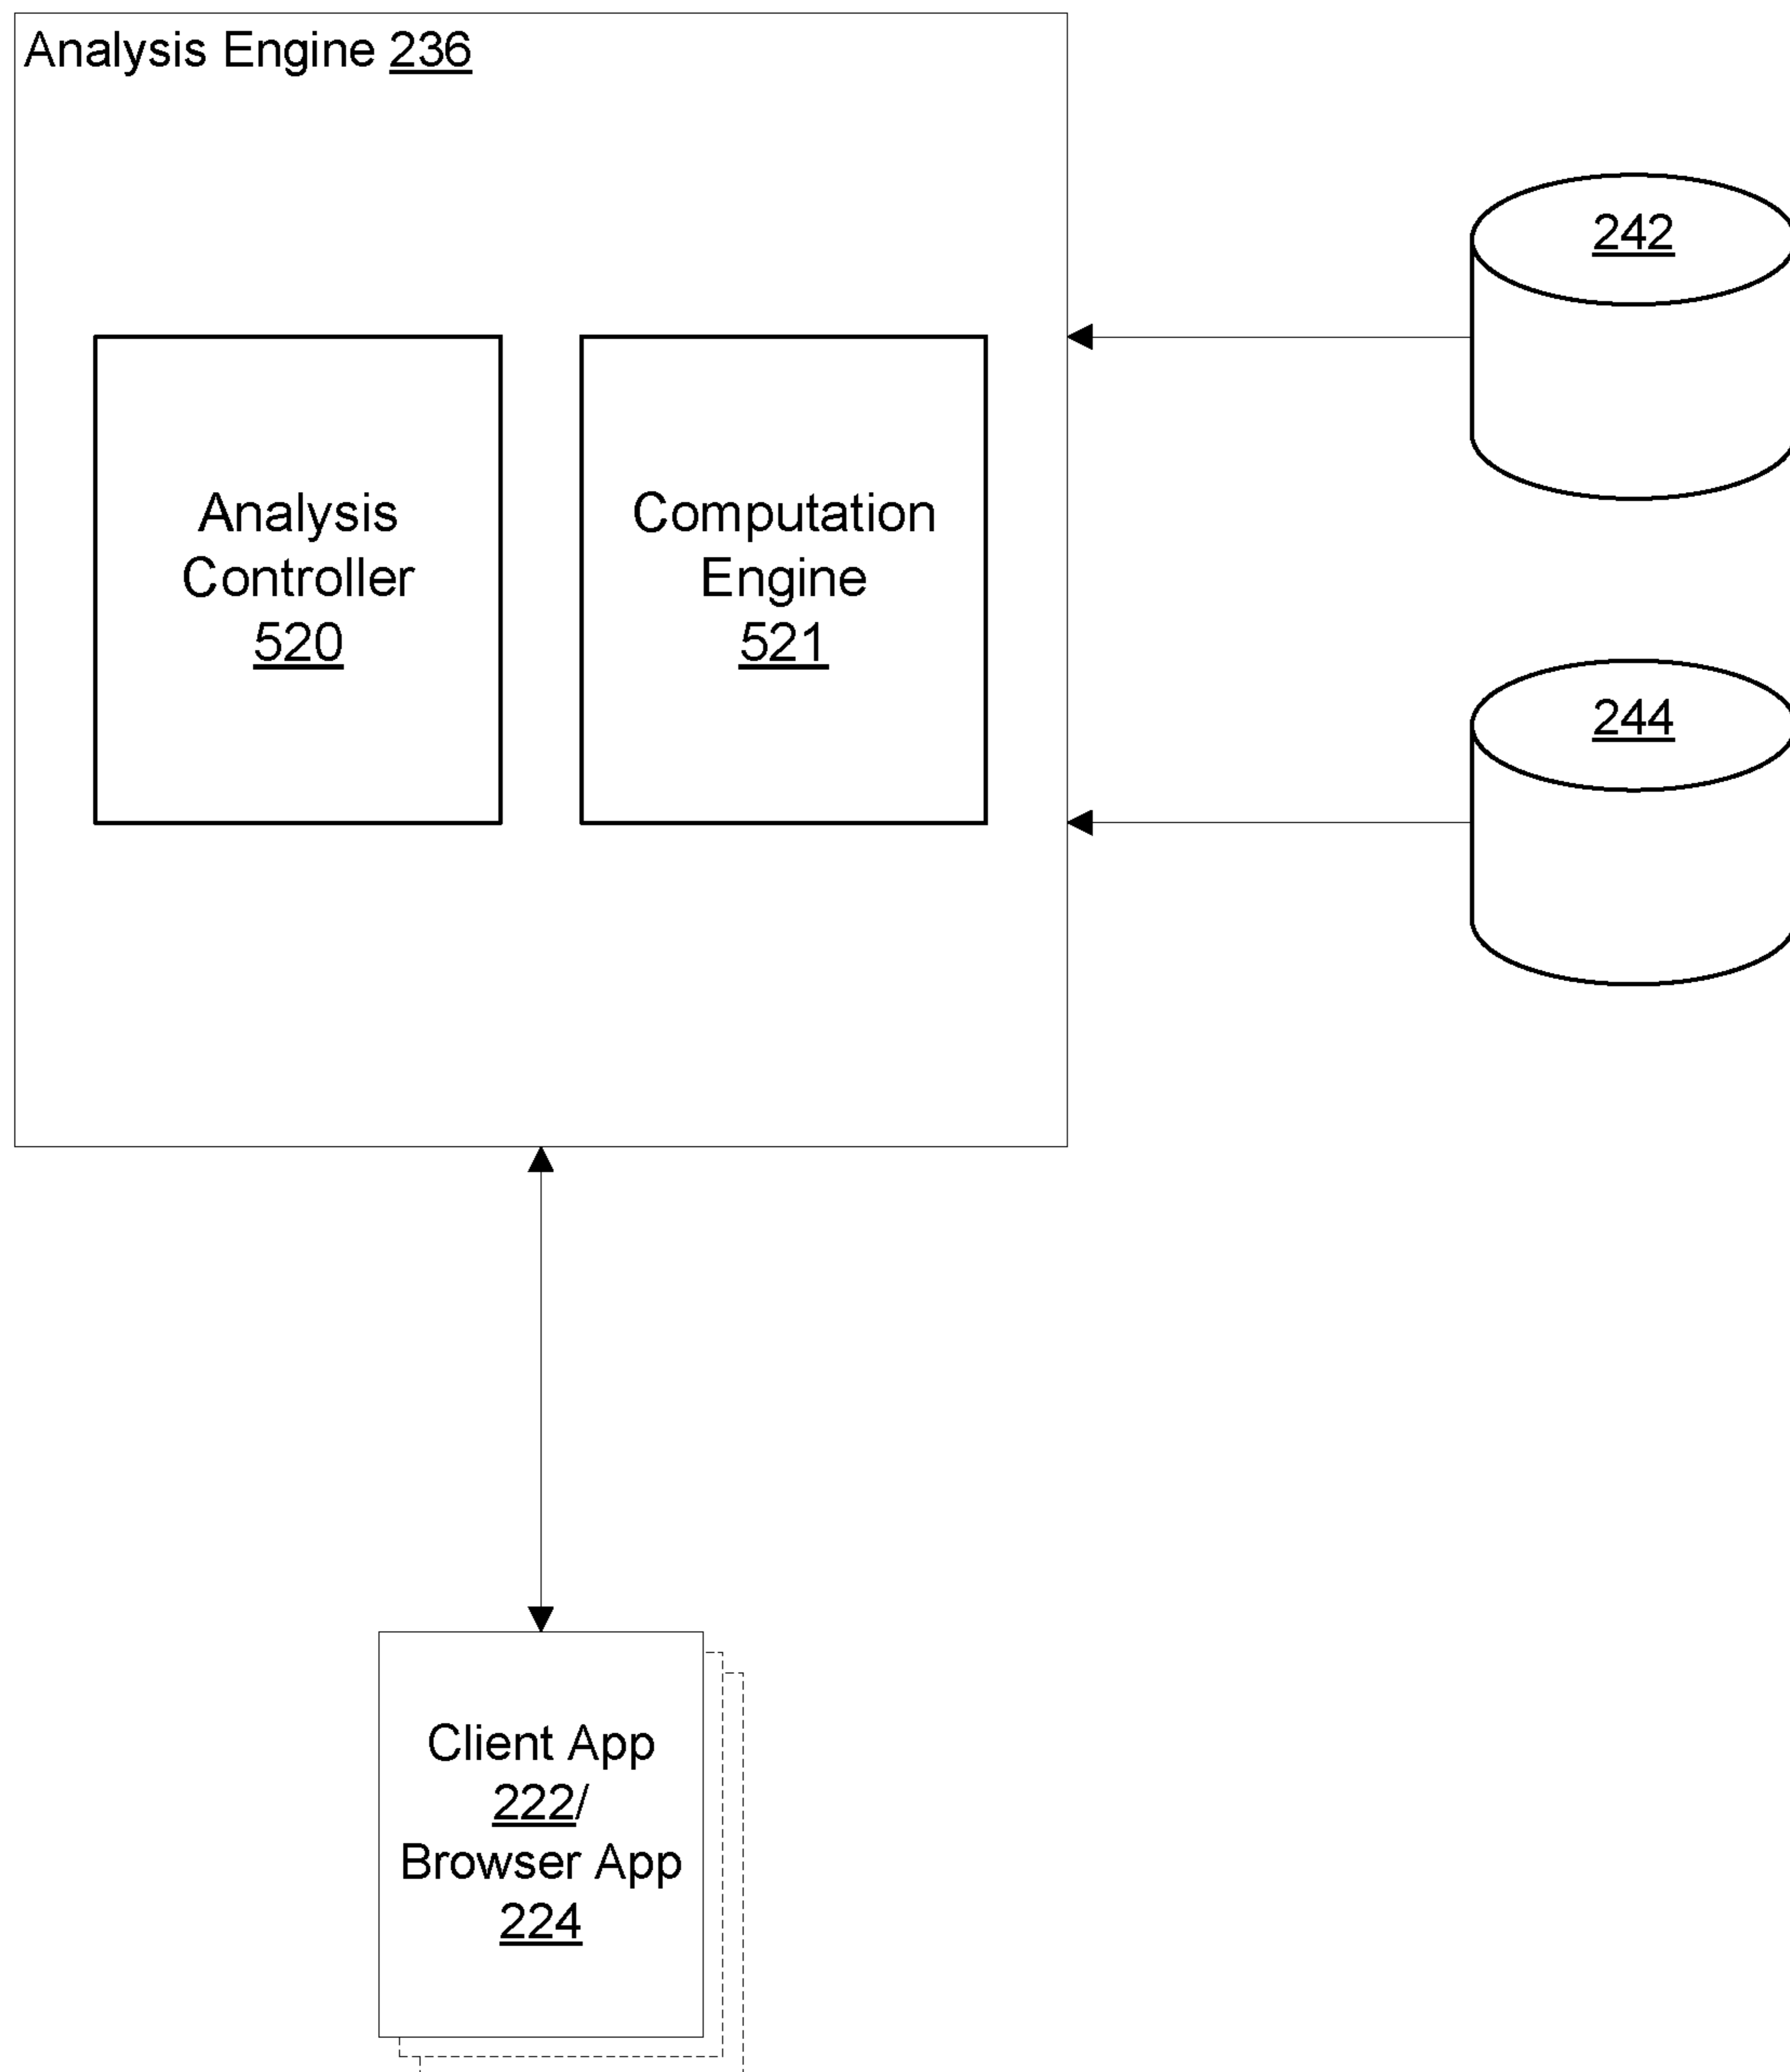 Analysis Engine 236
242
Analysis
Controller
520
Computation
Engine
521
244
Client App
222/
Browser App
224